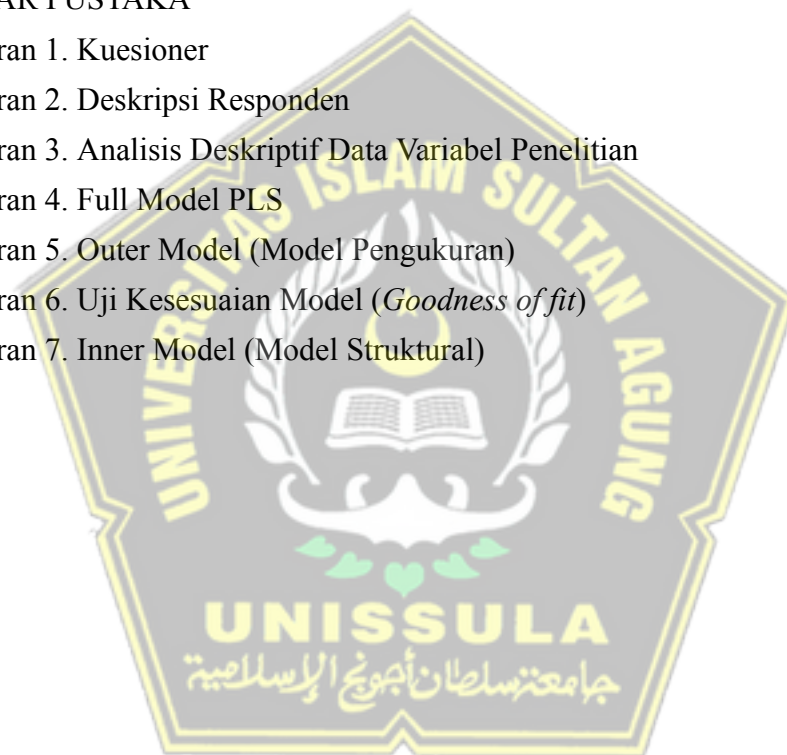 AR PUSTAKA
ran 1. Kuesioner
ran 2. Deskripsi Responden
ran 3. Analisis Deskriptif Data Variabel Penelitian
ran 4. Full Model PLS
ran 5. Outer Model (Model Pengukuran)
ran 6. Uji Kesesuaian Model (Goodness of fit)
ran 7. Inner Model (Model Struktural)
UNIVERSITAS ISLAM SULTAN AGUNG
UNISSULA
جامعة سلطان أجونج الإسلامية